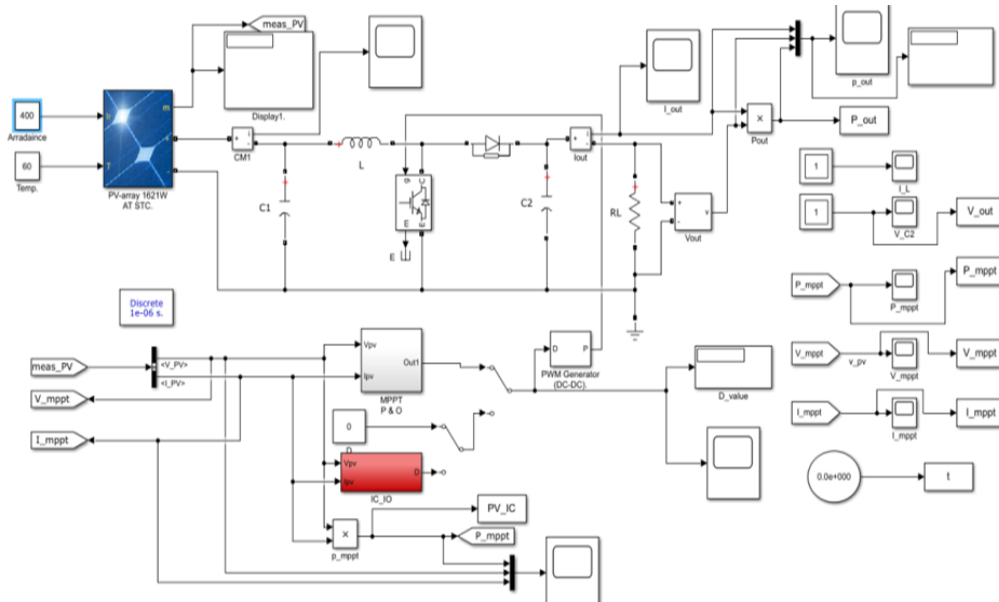 meas_PV
Display1.
400
Arradaince
60
Temp.
m
PV-array 1621W
AT STC.
CM1
L
C1
g
C
E
E
E
C2
Iout
I_out
RL
Vout
v
Pout
p_out
P_out
1
I_L
1
V_C2
V_out
P_mppt
P_mppt
P_mppt
V_mppt
v_pv
V_mppt
V_mppt
I_mppt
I_mppt
I_mppt
0.0e+000
t
Discrete
1e-06 s.
meas_PV
<V_PV>
<I_PV>
V_mppt
I_mppt
Vpv
Ipv
Out1
MPPT
P & O
0
D
Vpv
Ipv
D
IC_IO
D
P
PWM Generator
(DC-DC).
D_value
×
p_mppt
PV_IC
P_mppt